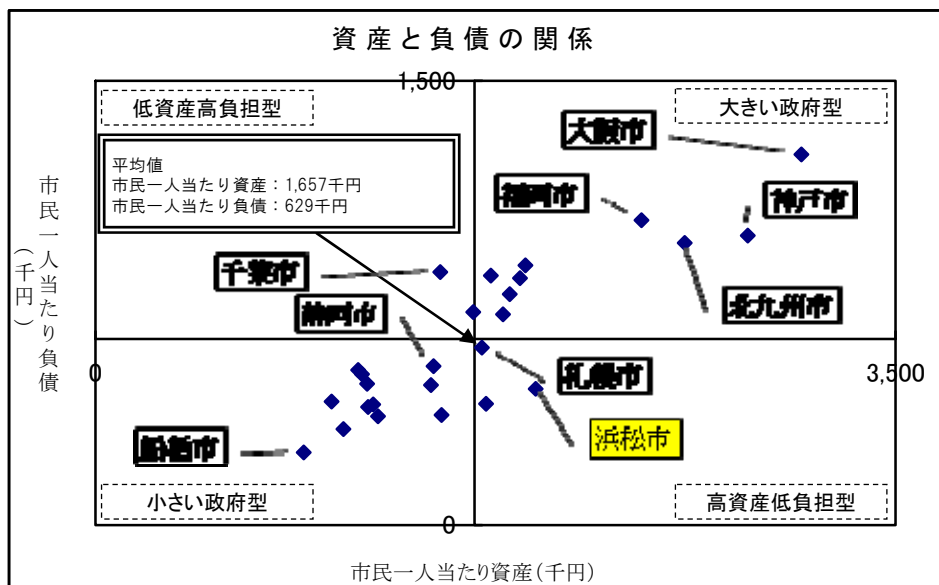 資産と負債の関係
1,500
低資産高負担型
大きい政府型
大阪市
平均値
市民一人当たり資産：1,657千円
市民一人当たり負債：629千円
福岡市
神戸市
千葉市
静岡市
北九州市
市民一人当たり負債
（千円）
0
3,500
札幌市
浜松市
船橋市
小さい政府型
高資産低負担型
0
市民一人当たり資産（千円）